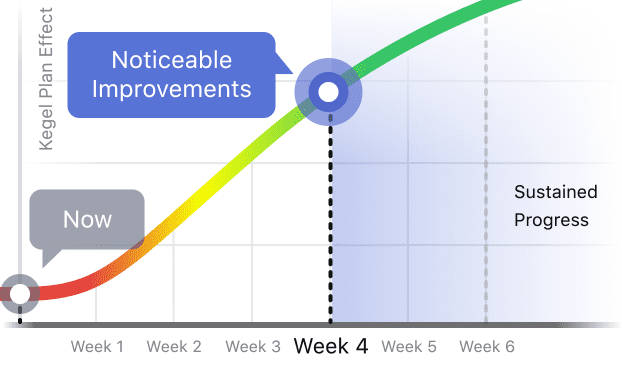 Kegel Plan Effect
Noticeable
Improvements
Now
Sustained
Progress
Week 1
Week 2
Week 3
Week 4
Week 5
Week 6